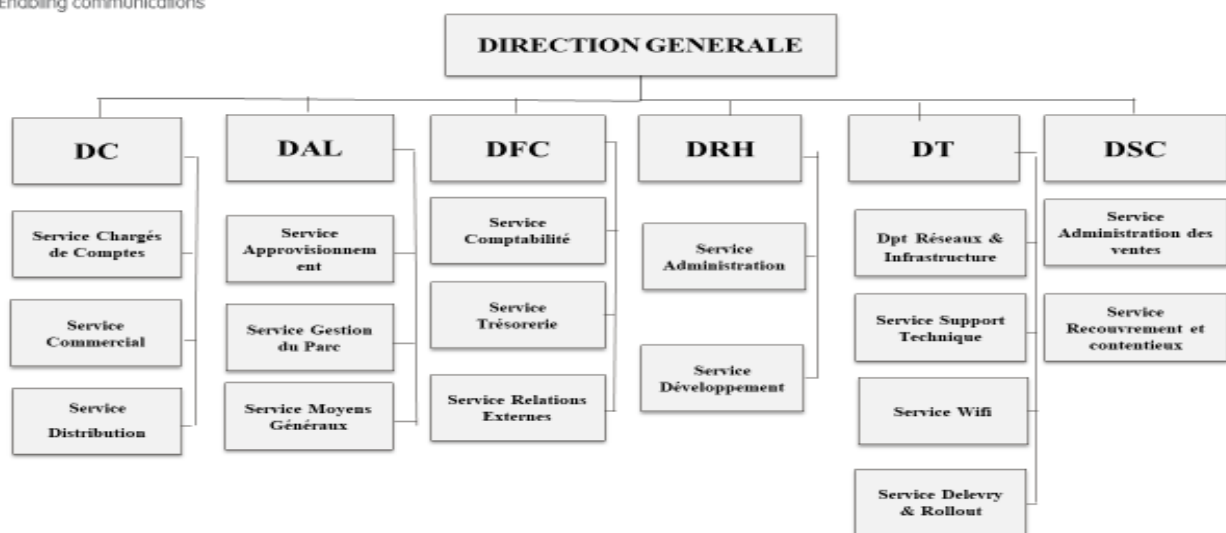 Enabling communications
DIRECTION GENERALE
DC
DAL
DFC
DRH
DT
DSC
Service Chargés
de Comptes
Service
Commercial
Service
Distribution
Service
Approvisionnem
ent
Service Gestion
du Parc
Service Moyens
Généraux
Service
Comptabilité
Service
Trésorerie
Service Relations
Externes
Service
Administration
Service
Développement
Dpt Réseaux &
Infrastructure
Service Support
Technique
Service Wifi
Service Delevry
& Rollout
Service
Administration des
ventes
Service
Recouvrement et
contentieux